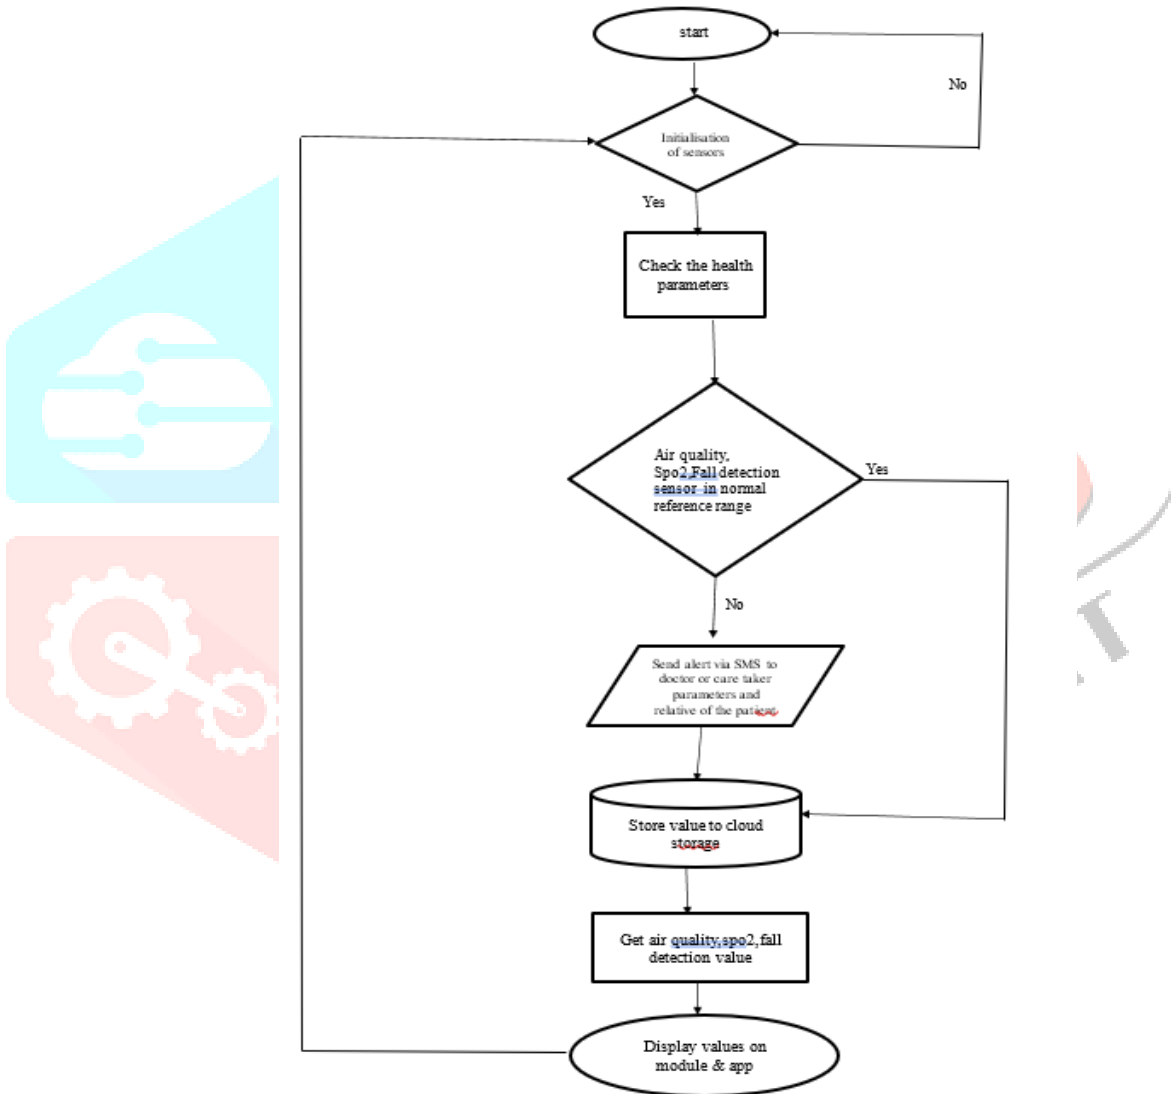 start
No
Initialisation
of sensors
Yes
Check the health
parameters
Air quality,
Spo2,Fall detection
sensor in normal
reference range
Yes
No
Send alert via SMS to
doctor or care taker
parameters and
relative of the patient.
Store value to cloud
storage
Get air quality,spo2,fall
detection value
Display values on
module & app